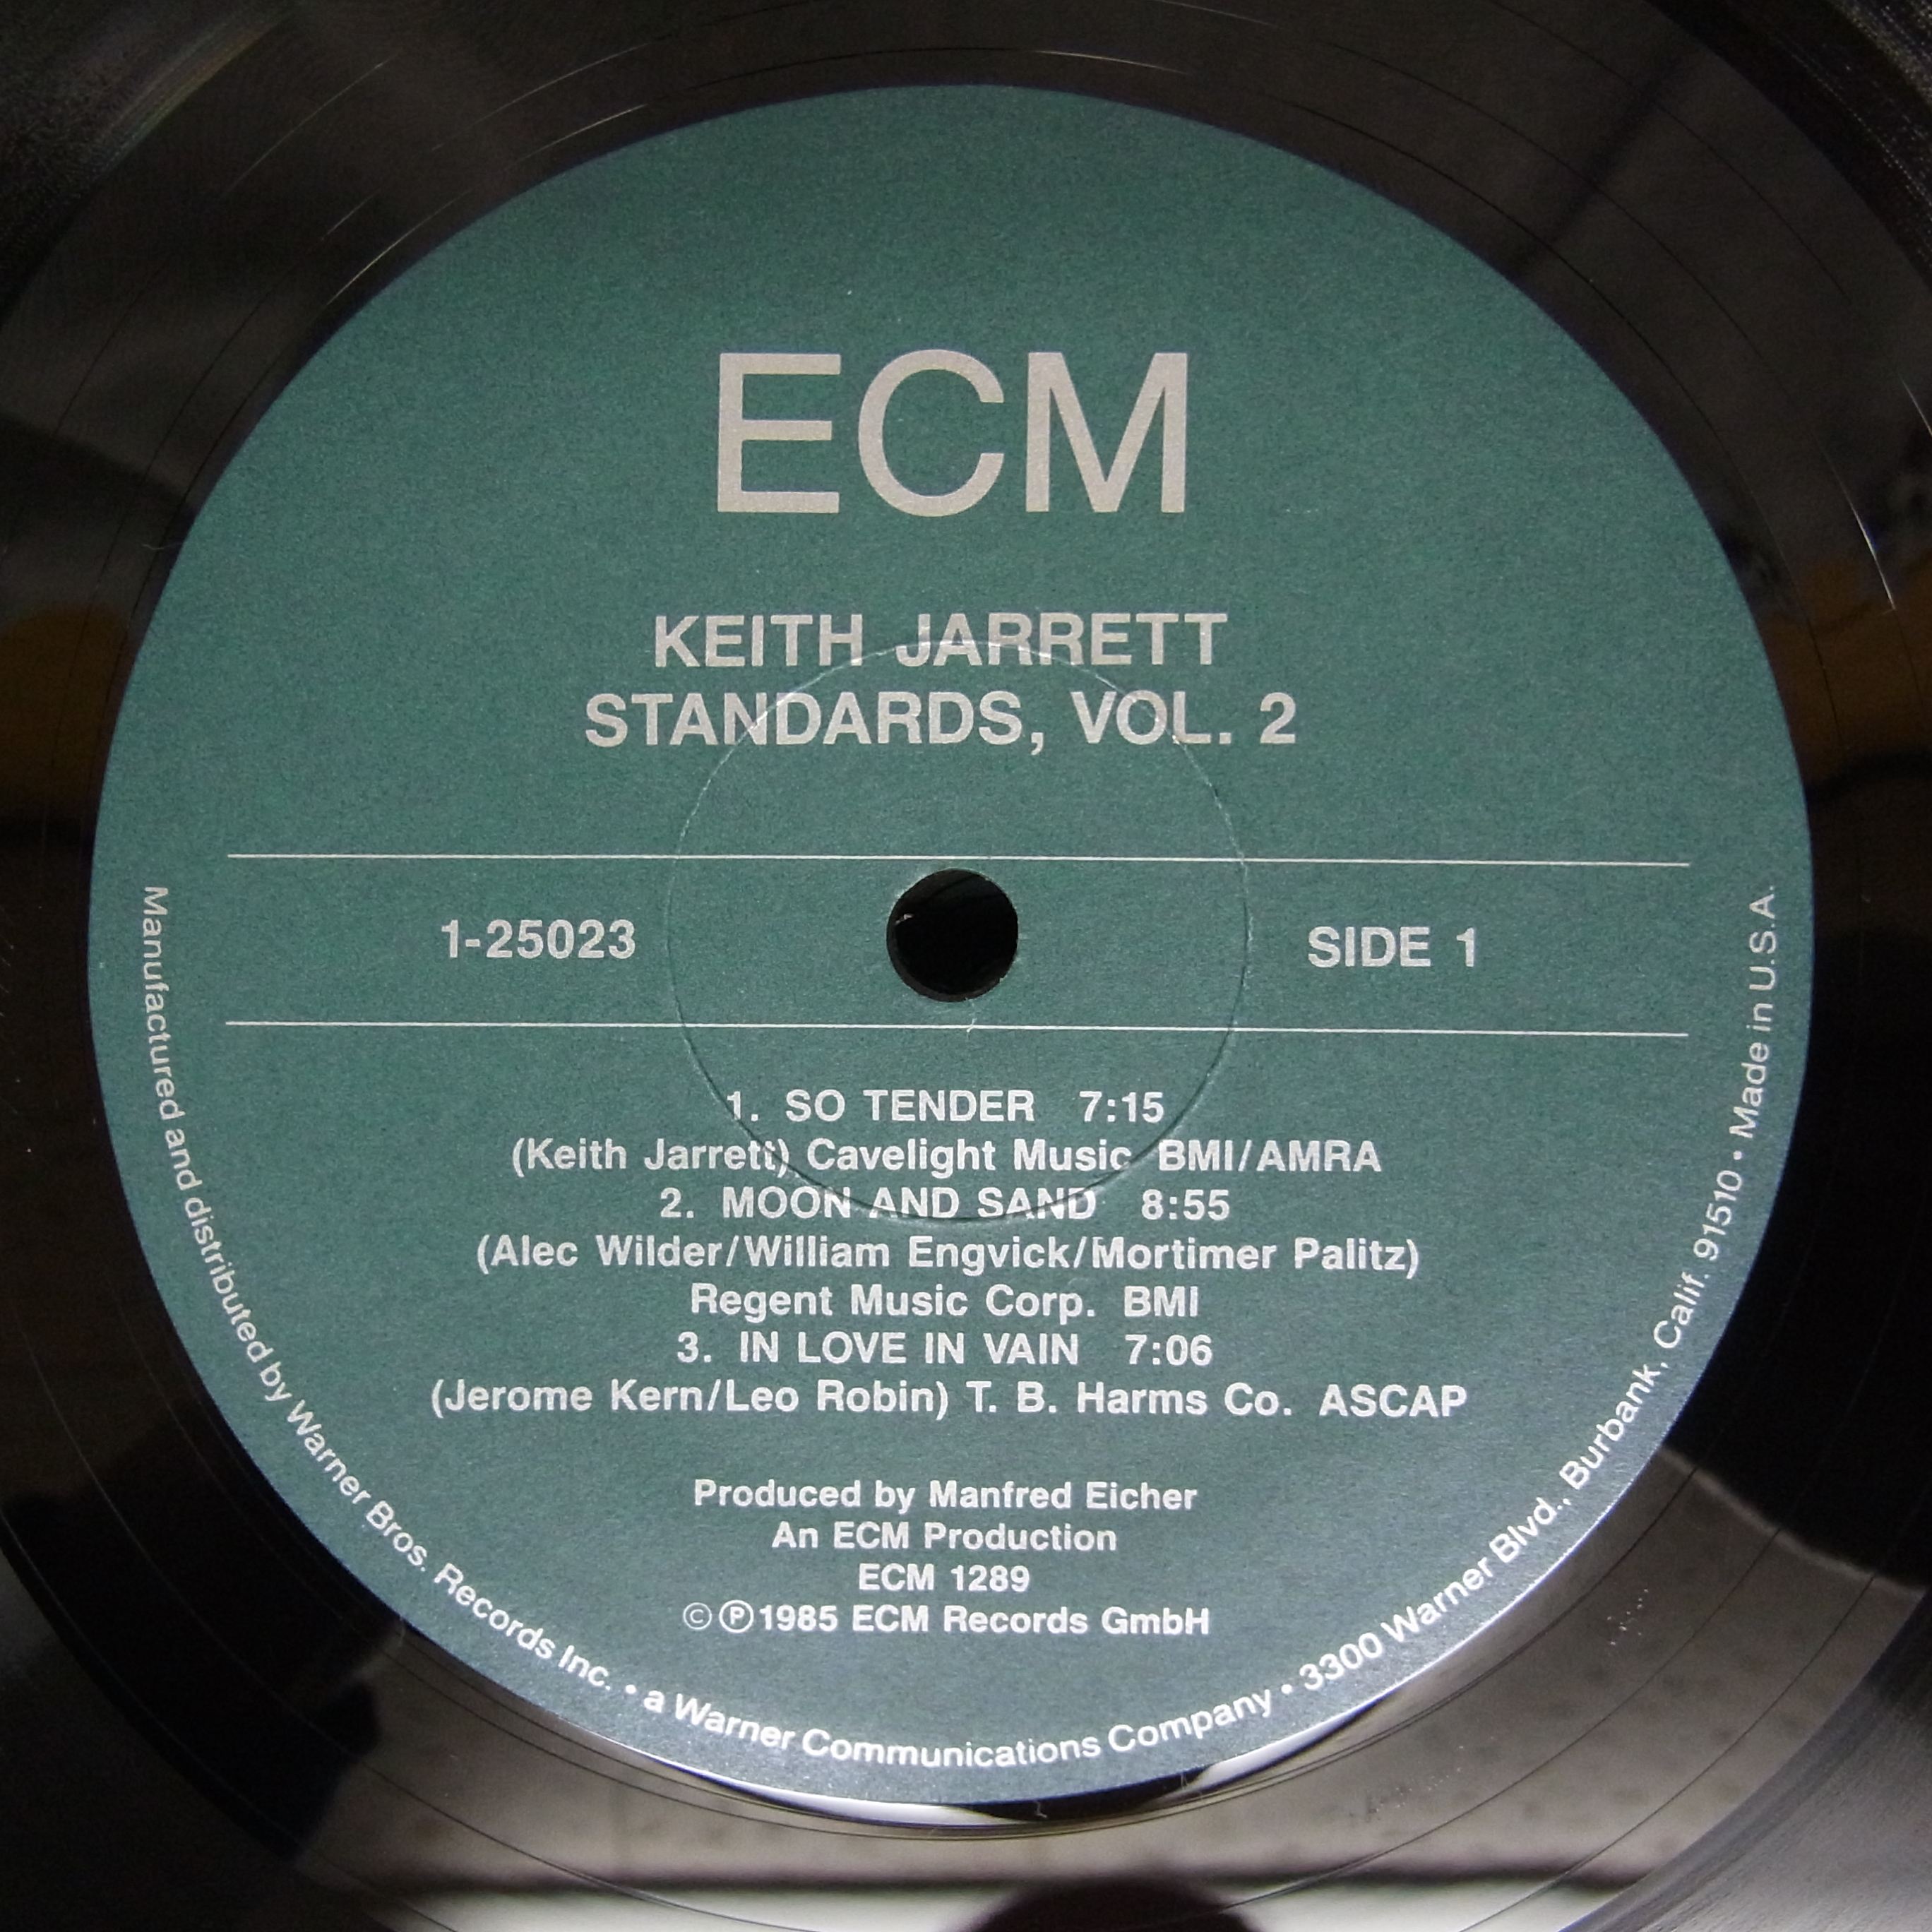 ECM
KEITH JARRETT
STANDARDS, VOL. 2
1-25023
SIDE 1
1. SO TENDER 7:15
(Keith Jarrett) Cavelight Music BMI/AMRA
2. MOON AND SAND 8:55
(Alec Wilder/William Engvick/Mortimer Palitz)
Regent Music Corp. BMI
3. IN LOVE IN VAIN 7:06
(Jerome Kern/Leo Robin) T. B. Harms Co. ASCAP
Produced by Manfred Eicher
An ECM Production
ECM 1289
©℗1985 ECM Records GmbH
Manufactured and distributed by Warner Bros. Records Inc. • a Warner Communications Company • 3300 Warner Blvd., Burbank, Calif. 91510 • Made in U.S.A.